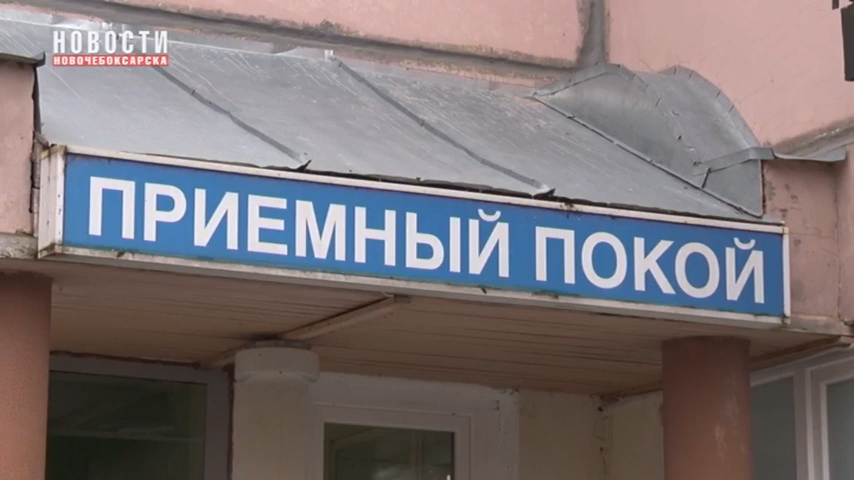 НОВОСТИ
НОВОЧЕБОКСАРСКА
ПРИЕМНЫЙ ПОКОЙ